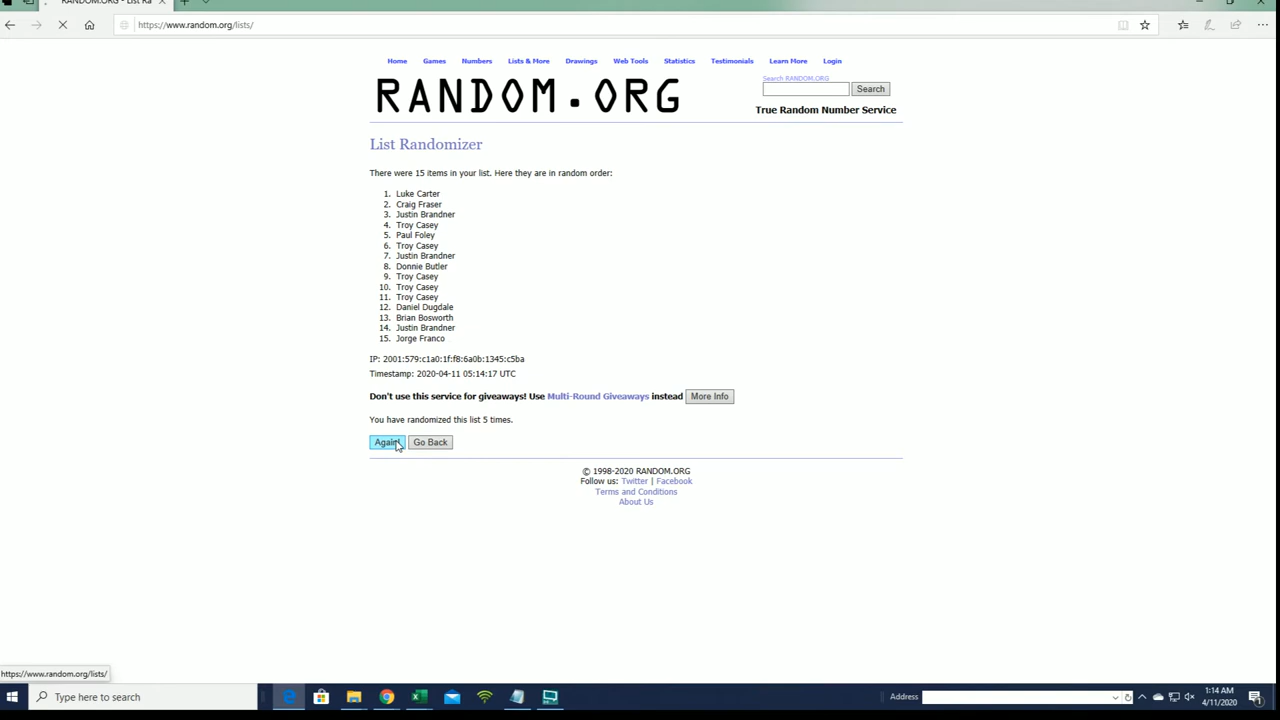 RANDOM.ORG - List Ra
https://www.random.org/lists/
Home Games Numbers Lists & More Drawings Web Tools Statistics Testimonials Learn More Login
RANDOM.ORG
Search RANDOM.ORG
Search
True Random Number Service
List Randomizer
There were 15 items in your list. Here they are in random order:
1. Luke Carter
2. Craig Fraser
3. Justin Brandner
4. Troy Casey
5. Paul Foley
6. Troy Casey
7. Justin Brandner
8. Donnie Butler
9. Troy Casey
10. Troy Casey
11. Troy Casey
12. Daniel Dugdale
13. Brian Bosworth
14. Justin Brandner
15. Jorge Franco
IP: 2001:579:c1a0:1f:f8:6a0b:1345:c5ba
Timestamp: 2020-04-11 05:14:17 UTC
Don't use this service for giveaways! Use Multi-Round Giveaways instead More Info
You have randomized this list 5 times.
Again! Go Back
© 1998-2020 RANDOM.ORG
Follow us: Twitter | Facebook
Terms and Conditions
About Us
https://www.random.org/lists/
Type here to search
Address
1:14 AM
4/11/2020